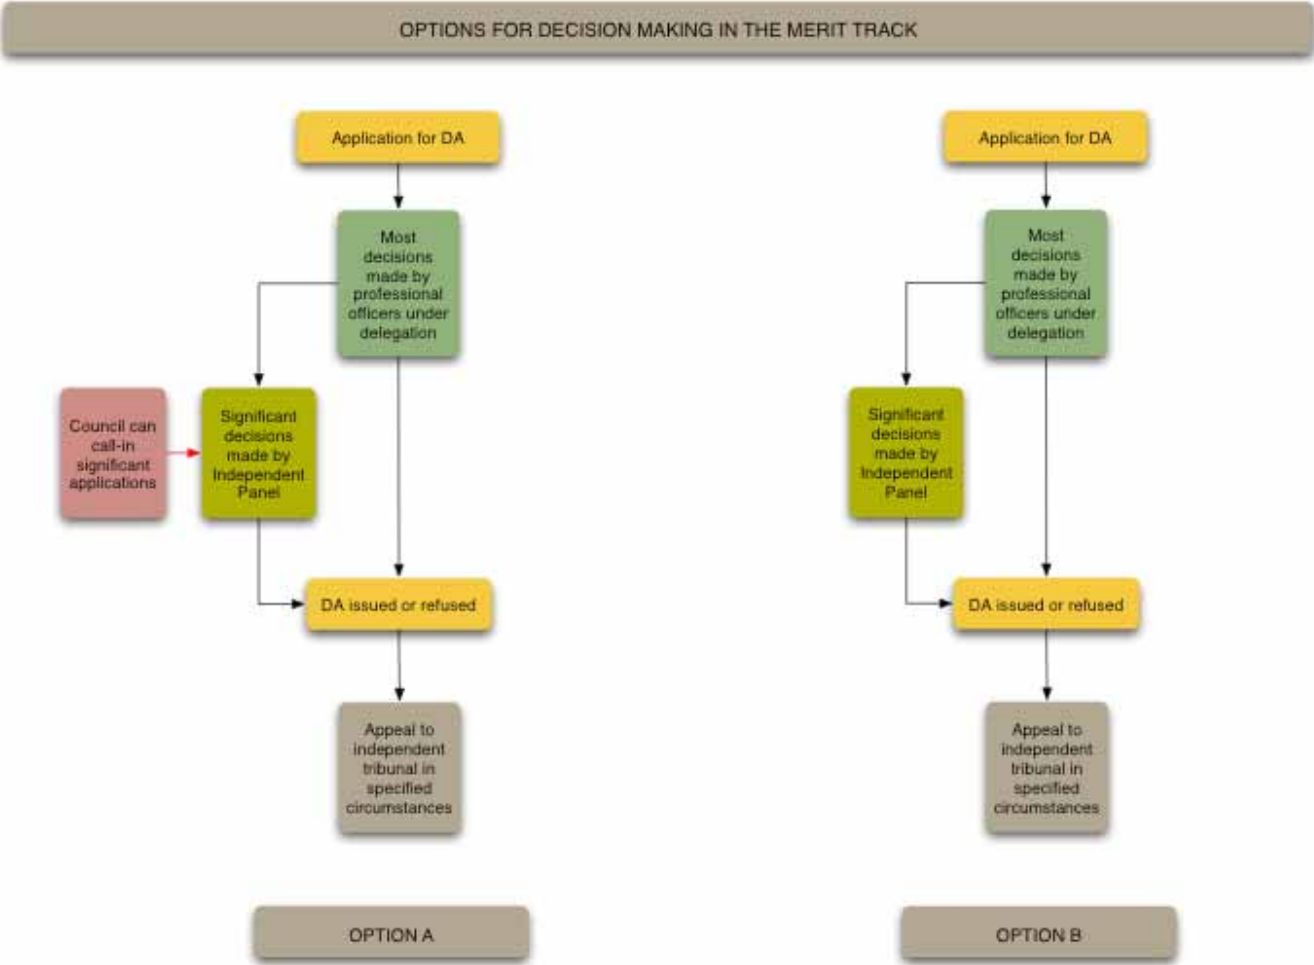 OPTIONS FOR DECISION MAKING IN THE MERIT TRACK
Application for DA
Most
decisions
made by
professional
officers under
delegation
Council can
call-in
significant
applications
Significant
decisions
made by
Independent
Panel
DA issued or refused
Appeal to
independent
tribunal in
specified
circumstances
OPTION A
Application for DA
Most
decisions
made by
professional
officers under
delegation
Significant
decisions
made by
Independent
Panel
DA issued or refused
Appeal to
independent
tribunal in
specified
circumstances
OPTION B